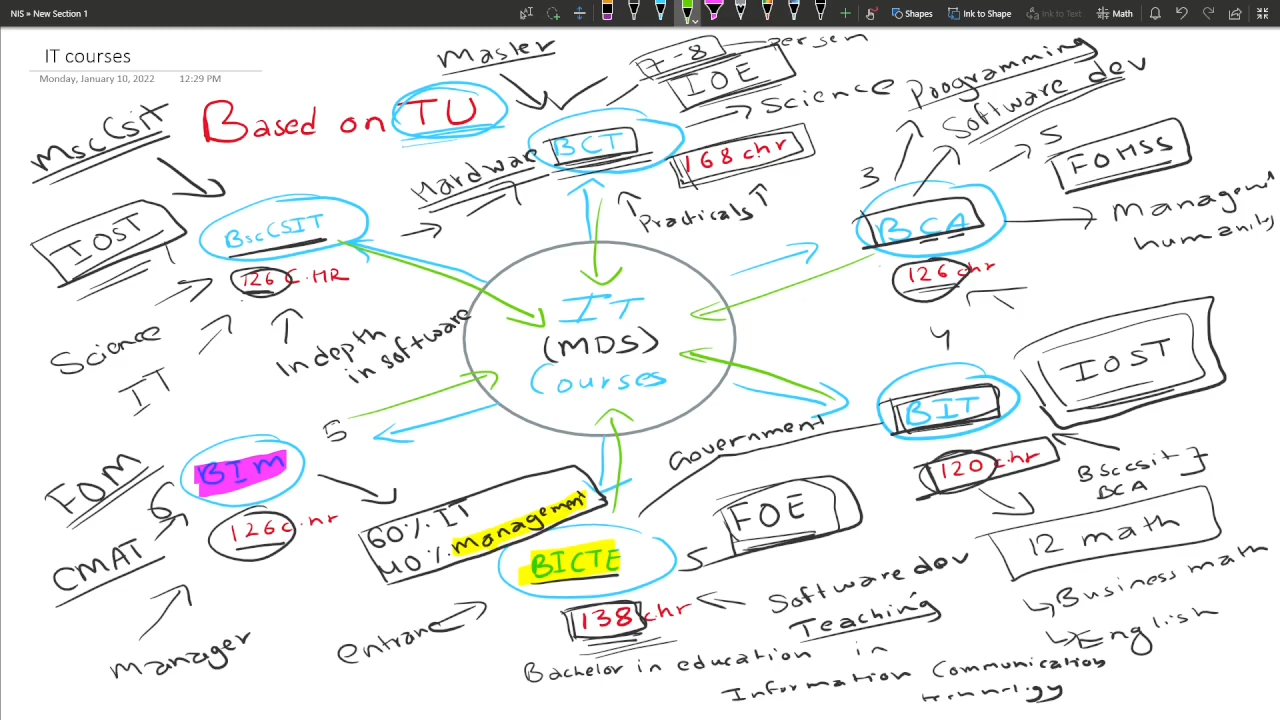 NIS » New Section 1
Shapes
Ink to Shape
Ink to Text
Math
IT courses
Monday, January 10, 2022
12:29 PM
Based on TU
MscCsit
IOST
BscCSIT
126 C.HR
Science
IT
Indepth
in software
Master
Hardware
BCT
7-8 per sem
IOE
Science
168 chr
Practicals
Programming
Software dev
3
5
FOHSS
BCA
Management
humanity
126 chr
IT
(MDS)
Courses
4
BIT
IOST
120 chr
Bsccsit
BCA
12 math
Business math
English
Government
5
FOM
BIM
6
126 c.hr
CMAT
Manager
60% IT
40% management
FOE
BICTE
5
138 chr
entrance
Software dev
Teaching
Bachelor in education in
Information Communication
technology